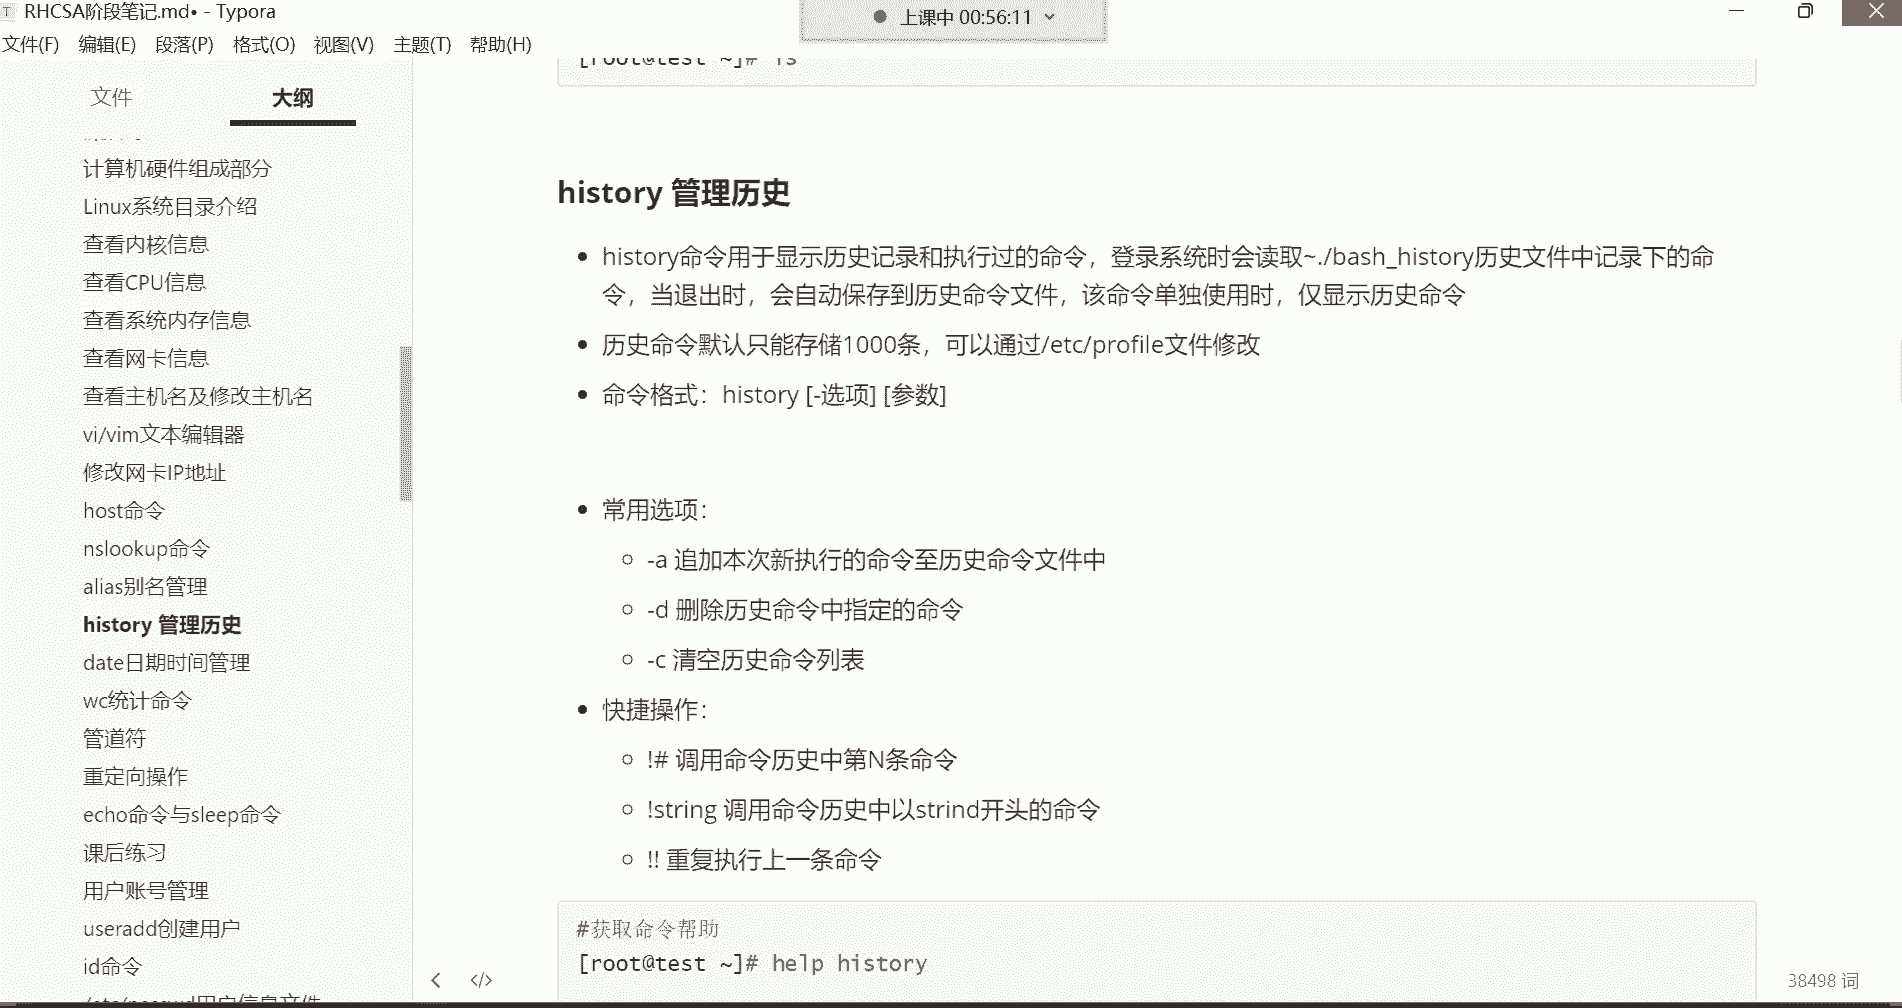 RHCSA阶段笔记.md• - Typora
上课中 00:56:11
文件(F) 编辑(E) 段落(P) 格式(O) 视图(V) 主题(T) 帮助(H)
文件 大纲
计算机硬件组成部分
Linux系统目录介绍
查看内核信息
查看CPU信息
查看系统内存信息
查看网卡信息
查看主机名及修改主机名
vi/vim文本编辑器
修改网卡IP地址
host命令
nslookup命令
alias别名管理
history 管理历史
date日期时间管理
wc统计命令
管道符
重定向操作
echo命令与sleep命令
课后练习
用户账号管理
useradd创建用户
id命令
/etc/passwd用户信息文件
[root@test ~]# ls
history 管理历史
history命令用于显示历史记录和执行过的命令，登录系统时会读取~./bash_history历史文件中记录下的命
令，当退出时，会自动保存到历史命令文件，该命令单独使用时，仅显示历史命令
历史命令默认只能存储1000条，可以通过/etc/profile文件修改
命令格式：history [-选项] [参数]
常用选项：
-a 追加本次新执行的命令至历史命令文件中
-d 删除历史命令中指定的命令
-c 清空历史命令列表
快捷操作：
!# 调用命令历史中第N条命令
!string 调用命令历史中以strind开头的命令
!! 重复执行上一条命令
#获取命令帮助
[root@test ~]# help history
38498 词